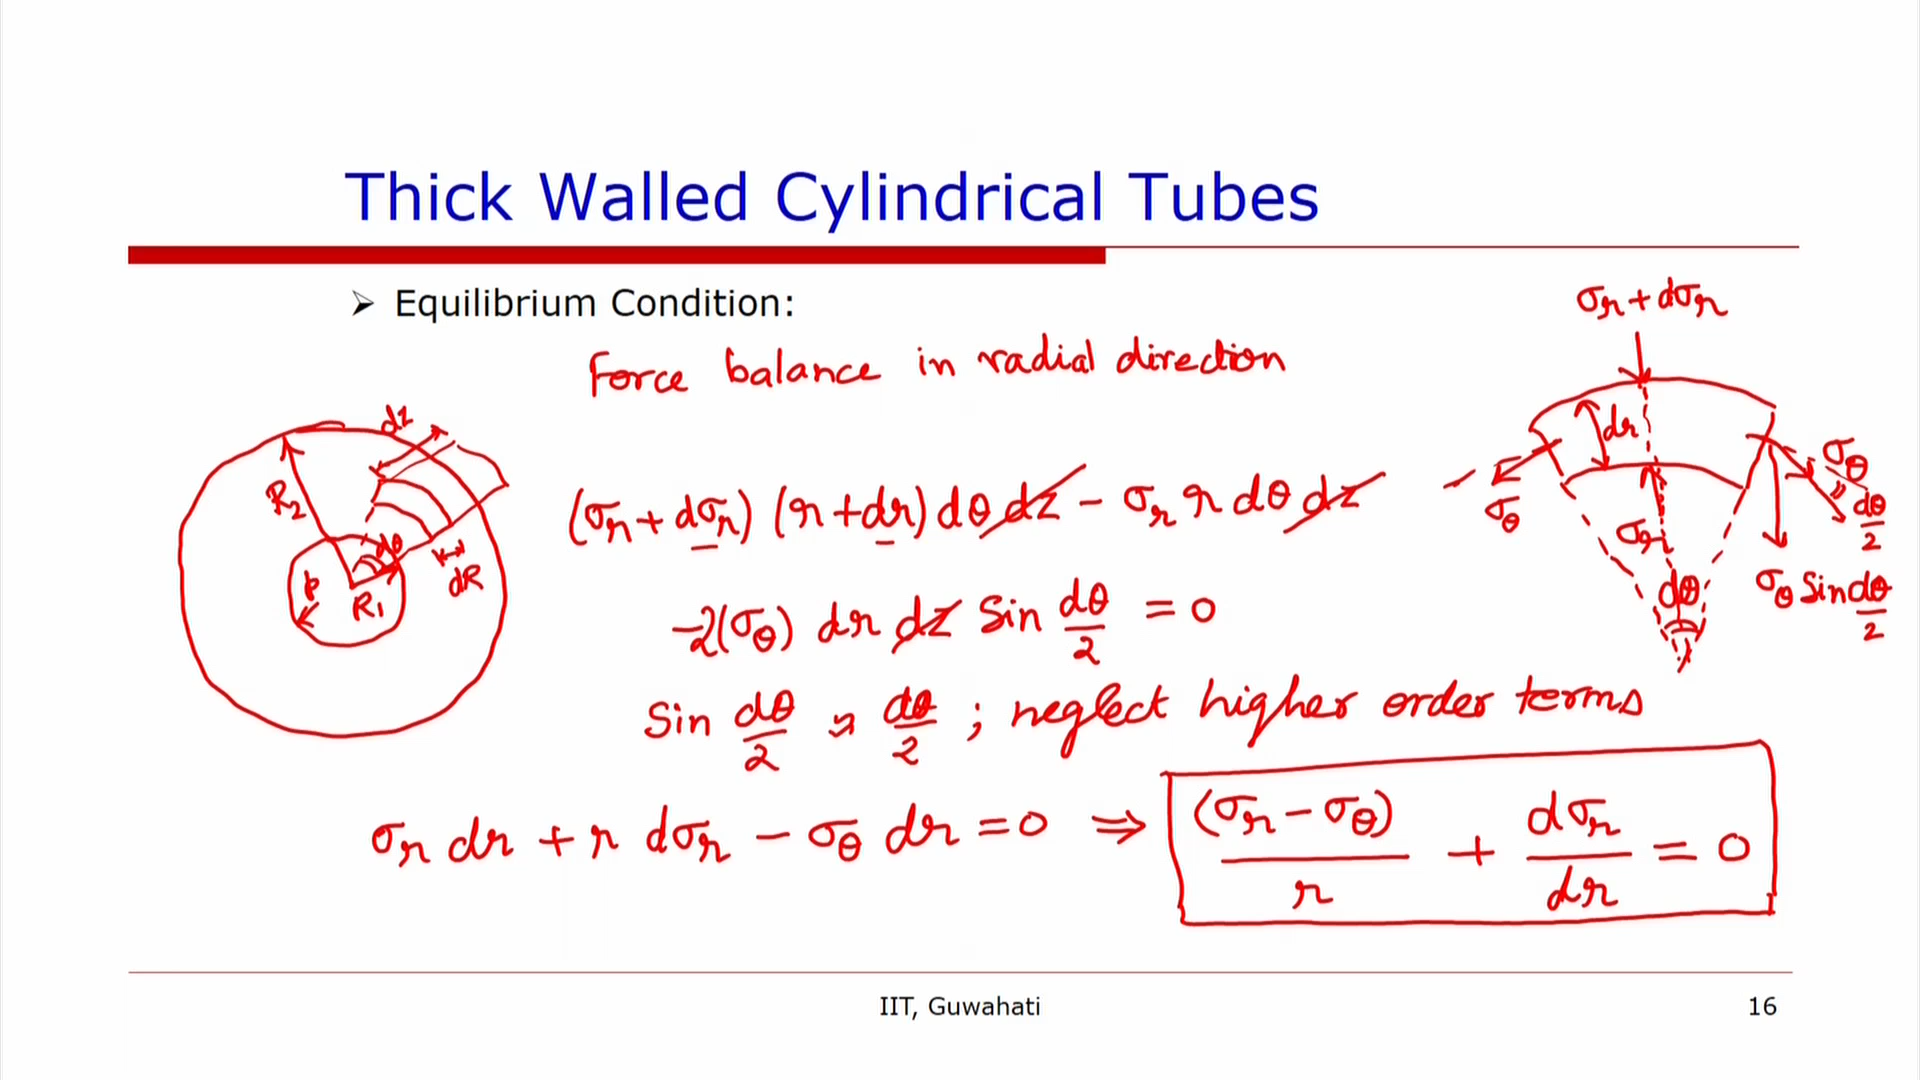 Thick Walled Cylindrical Tubes
➢ Equilibrium Condition:
Force balance in radial direction
(σr + dσr) (r + dr) dθ dz - σr r dθ dz -
-2(σθ) dr dz Sin dθ/2 = 0
Sin dθ/2 ≈ dθ/2 ; neglect higher order terms
σr dr + r dσr - σθ dr = 0 ⇒ (σr - σθ)/r + dσr/dr = 0
dz
R2
dθ
p
R1
dR
σr + dσr
dr
σθ
σθ
dθ/2
σr
dθ
σθ Sin dθ/2
IIT, Guwahati
16